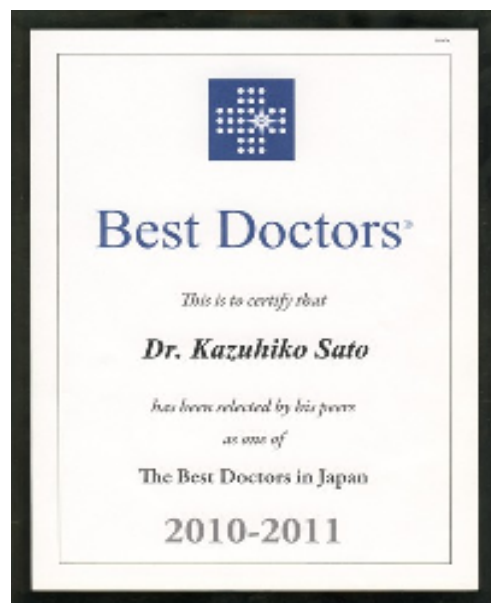 Best Doctors®
This is to certify that
Dr. Kazuhiko Sato
has been selected by his peers
as one of
The Best Doctors in Japan
2010-2011